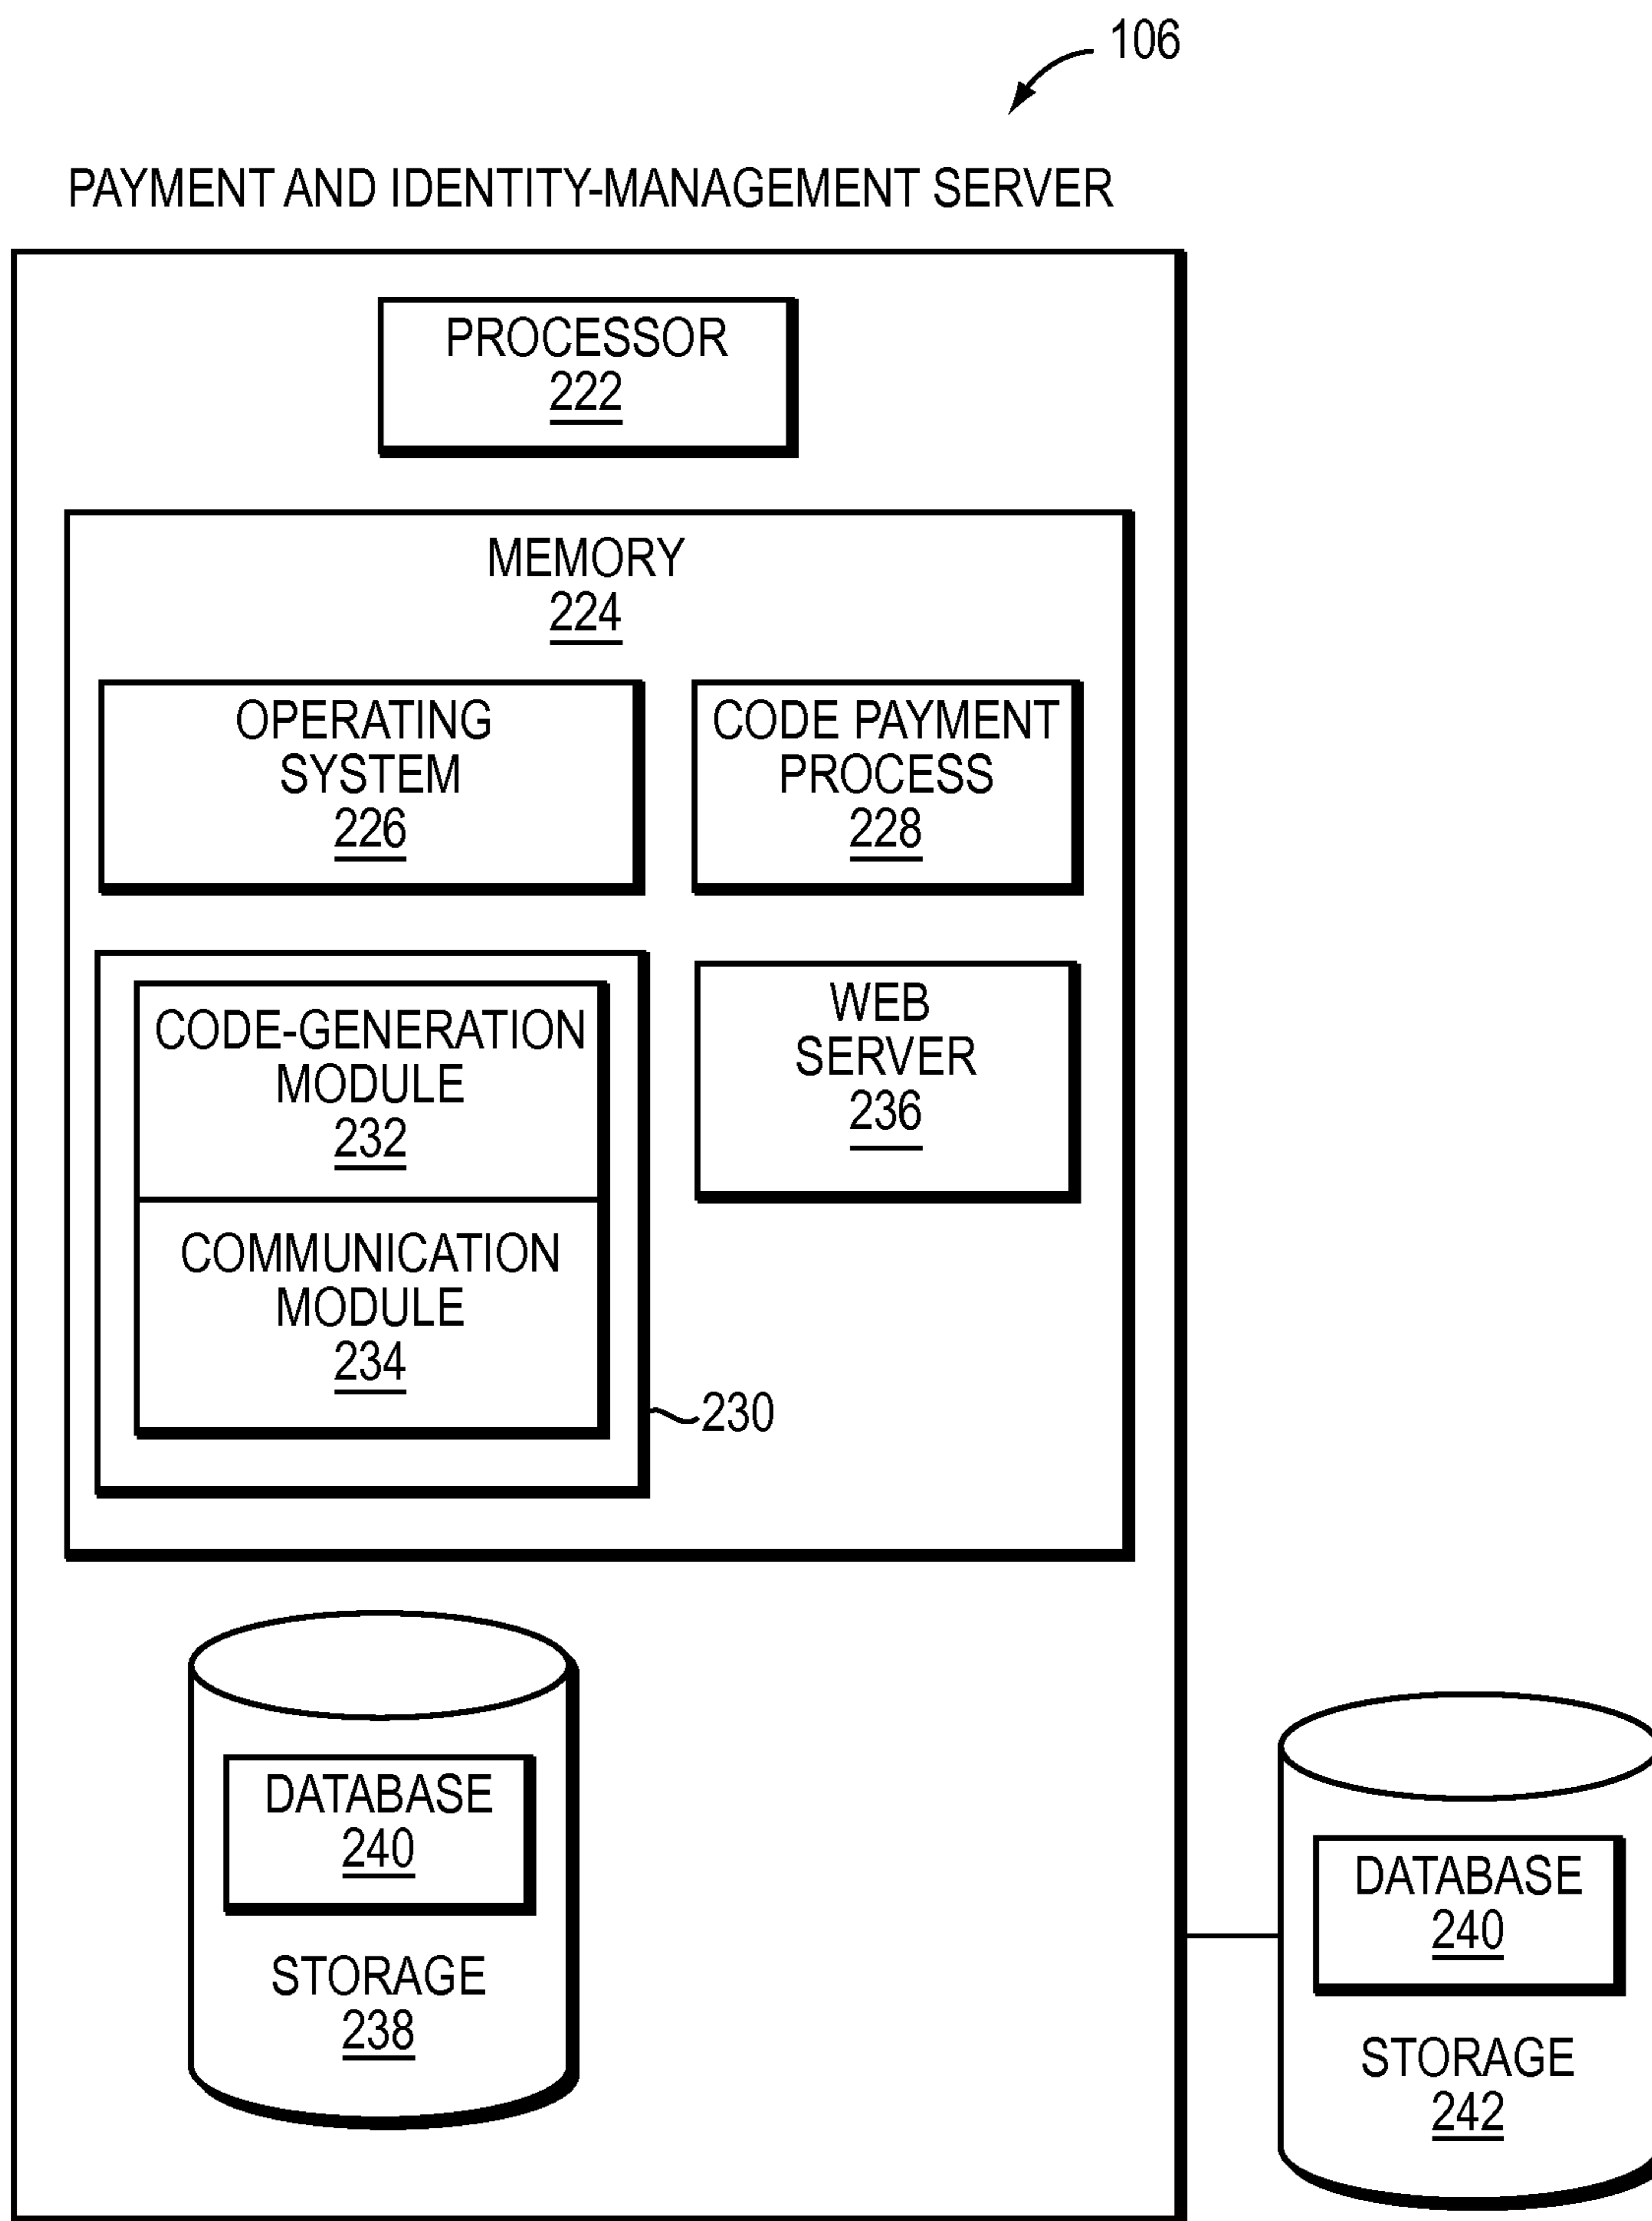 106
PAYMENT AND IDENTITY-MANAGEMENT SERVER
PROCESSOR
222
MEMORY
224
OPERATING
SYSTEM
226
CODE PAYMENT
PROCESS
228
CODE-GENERATION
MODULE
232
COMMUNICATION
MODULE
234
WEB
SERVER
236
230
DATABASE
240
STORAGE
238
DATABASE
240
STORAGE
242